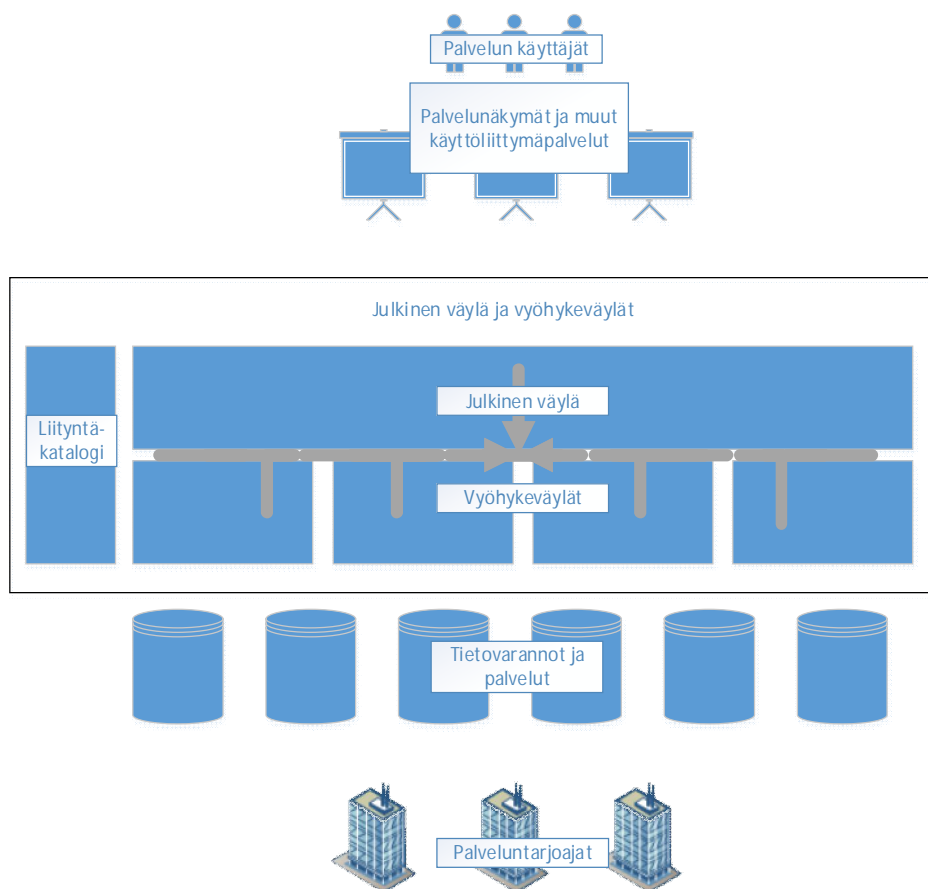 Palvelun käyttäjät
Palvelunäkymät ja muut
käyttöliittymäpalvelut
Julkinen väylä ja vyöhykeväylät
Julkinen väylä
Liityntä-
katalogi
Vyöhykeväylät
Tietovarannot ja
palvelut
Palveluntarjoajat